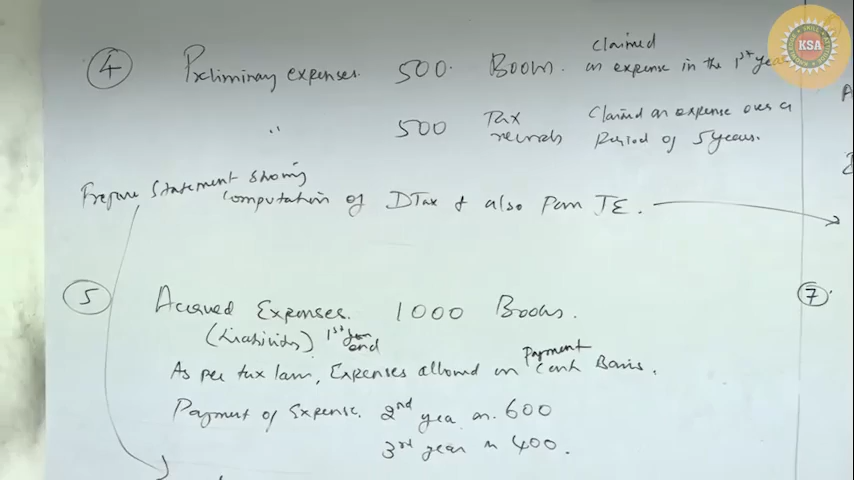 ④ Preliminary expenses. 500. Books. claimed as expense in the 1st year
" 500 Tax records Claimed as expense over a period of 5 years.
Prepare Statement showing computation of DTax & also Pass JE.
⑤ Accrued Expenses. 1000 Books.
(Liabilities) 1st year end
As per tax law, Expenses allowed on Payment Cash Basis.
Payment of Expense. 2nd year 600
3rd year 400.
⑦
KSA